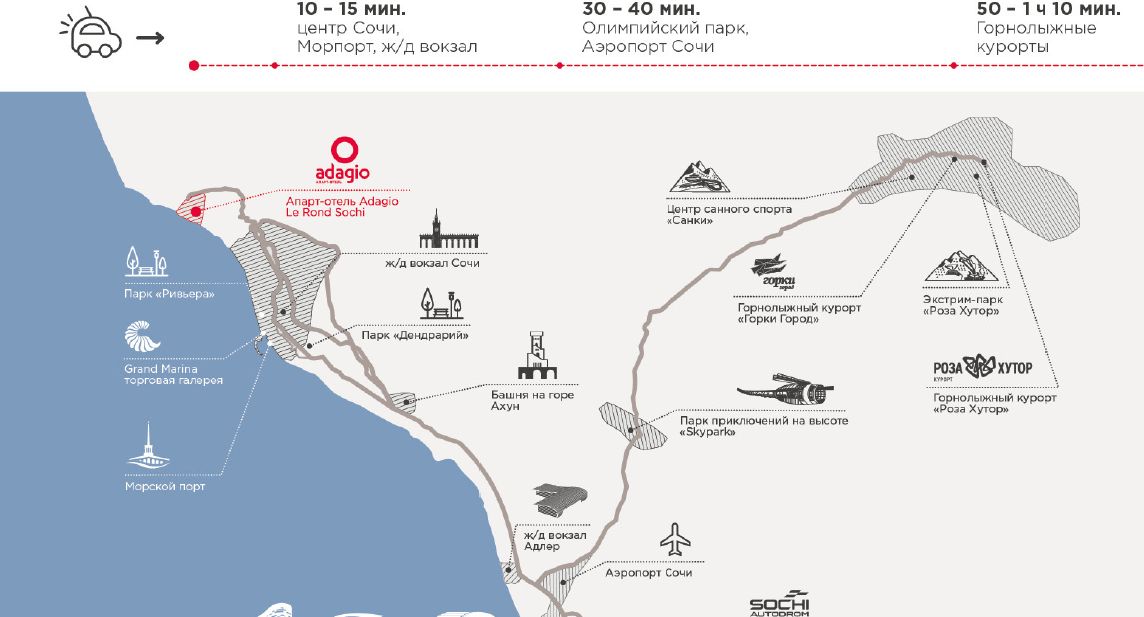 10 – 15 мин.
центр Сочи,
Морпорт, ж/д вокзал
30 – 40 мин.
Олимпийский парк,
Аэропорт Сочи
50 – 1 ч 10 мин.
Горнолыжные
курорты
adagio
АПАРТ-ОТЕЛЬ
Апарт-отель Adagio
Le Rond Sochi
Центр санного спорта
«Санки»
ж/д вокзал Сочи
Парк «Ривьера»
горки
город
Горнолыжный курорт
«Горки Город»
Экстрим-парк
«Роза Хутор»
Парк «Дендрарий»
Grand Marina
торговая галерея
РОЗА ХУТОР
КУРОРТ
Горнолыжный курорт
«Роза Хутор»
Башня на горе
Ахун
Парк приключений на высоте
«Skypark»
Морской порт
ж/д вокзал
Адлер
Аэропорт Сочи
SOCHI
AUTODROM